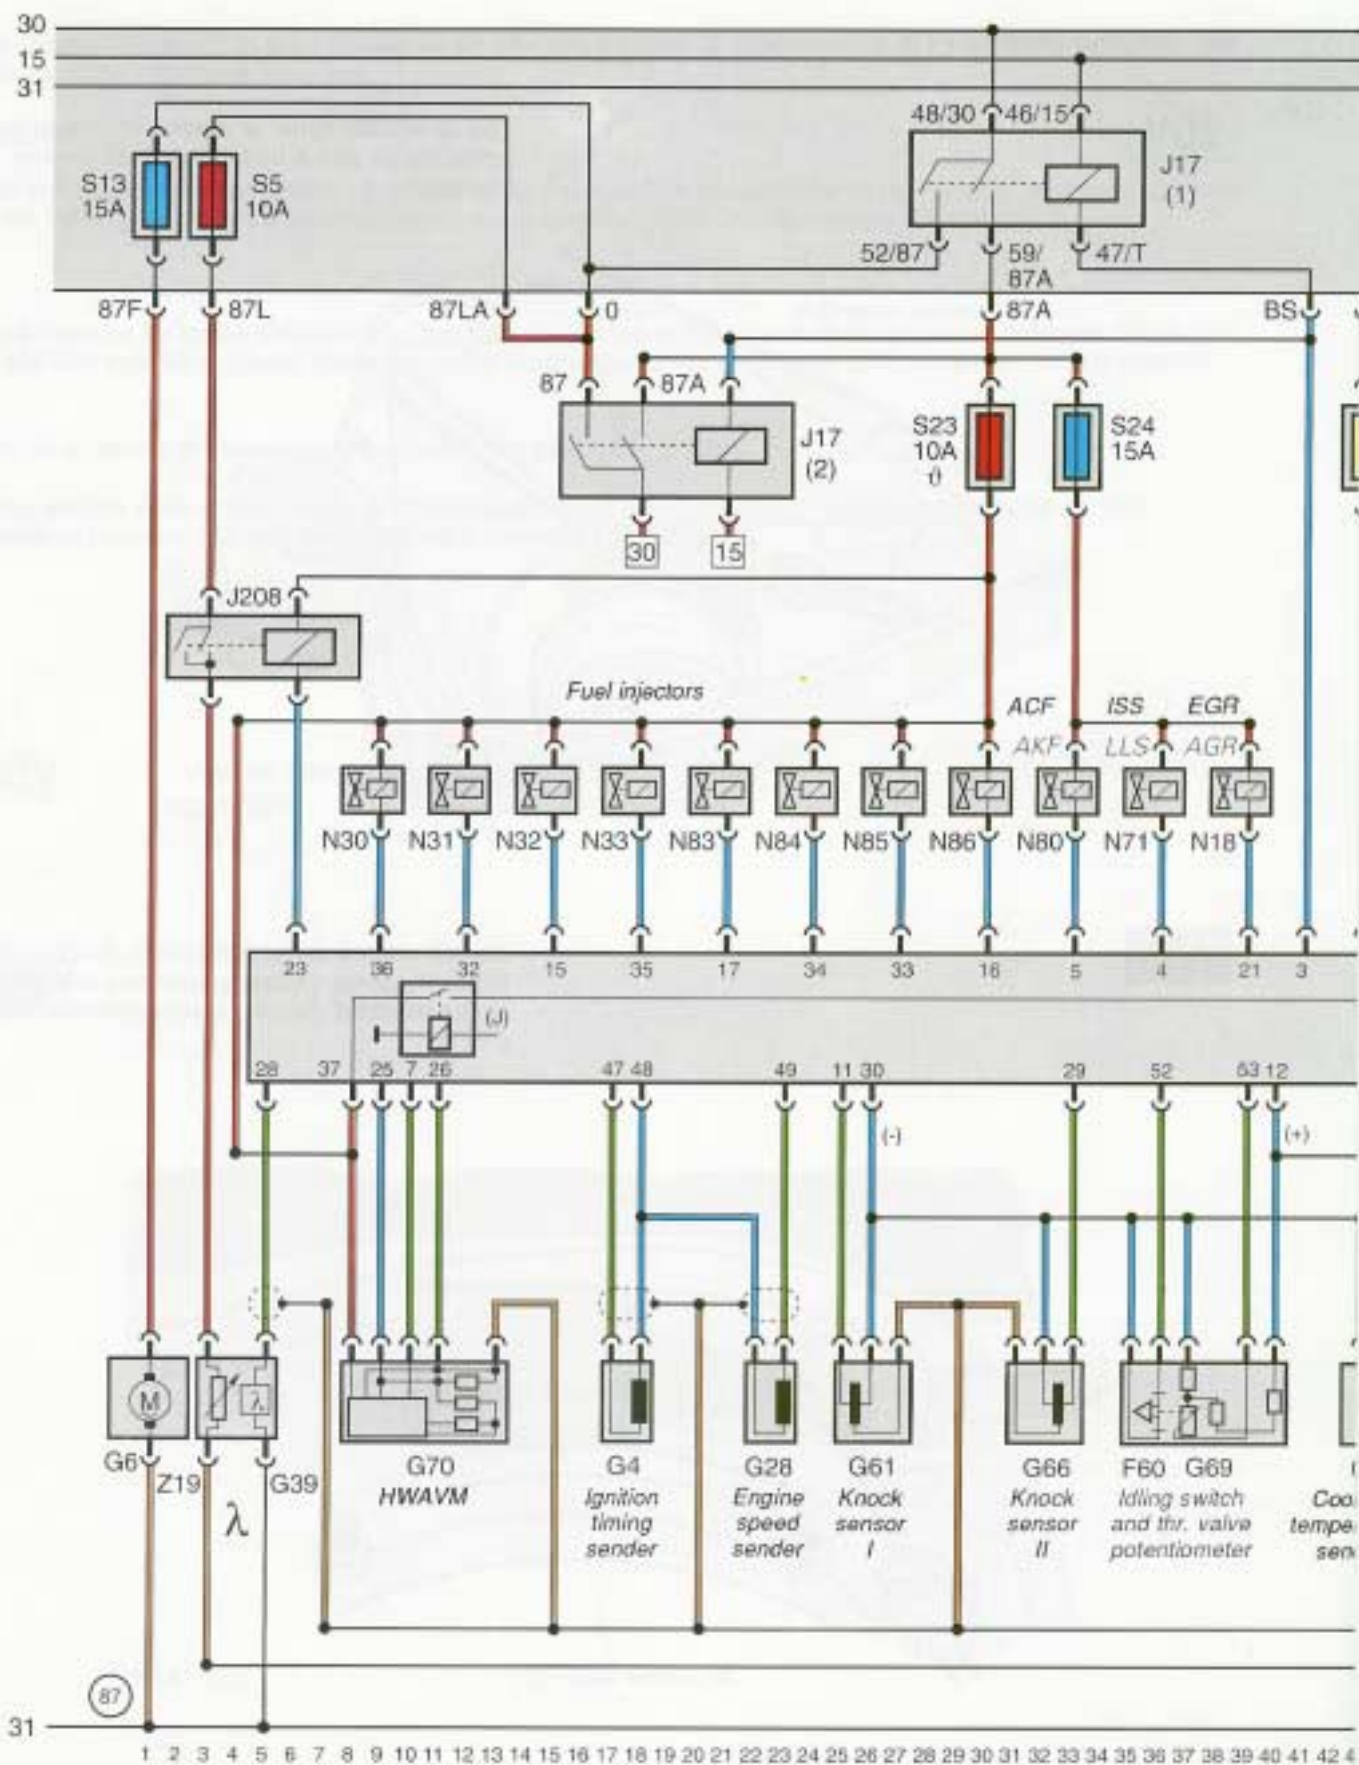 30
15
31
48/30 46/15
S13
15A
S5
10A
J17
(1)
52/87
59/
87A
47/T
87F
87L
87LA
0
87A
BS
87
87A
J17
(2)
S23
10A
S24
15A
30
15
J208
Fuel injectors
ACF
ISS
EGR
AKF
LLS
AGR
N30
N31
N32
N33
N83
N84
N85
N86
N80
N71
N18
23
36
32
15
35
17
34
33
16
5
4
21
3
(J)
28
37
25
7
26
47
48
49
11
30
29
52
53
12
(-)
(+)
M
λ
G6
Z19
G39
λ
G70
HWAVM
G4
Ignition
timing
sender
G28
Engine
speed
sender
G61
Knock
sensor
I
G66
Knock
sensor
II
F60 G69
Idling switch
and thr. valve
potentiometer
Coo
tempe
sen
87
31
1 2 3 4 5 6 7 8 9 10 11 12 13 14 15 16 17 18 19 20 21 22 23 24 25 26 27 28 29 30 31 32 33 34 35 36 37 38 39 40 41 42 4